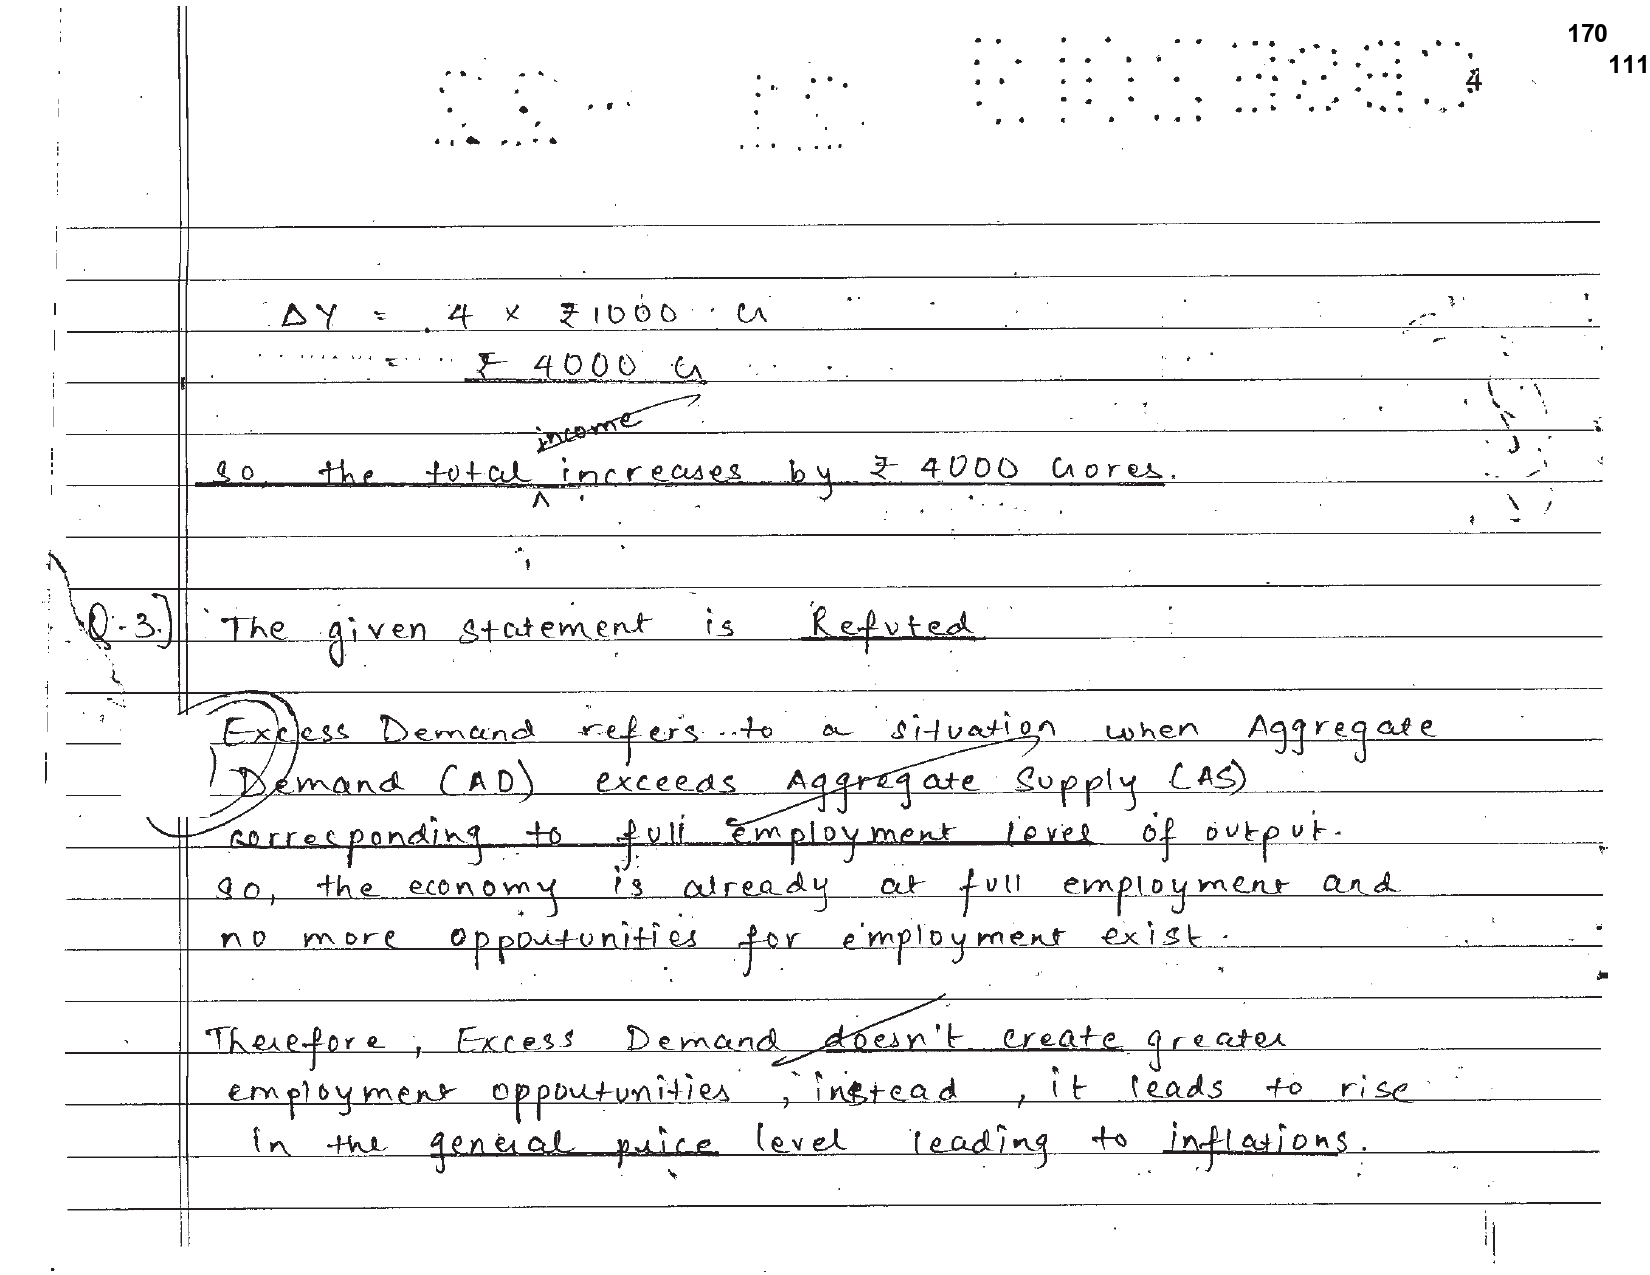 170
111
4
ΔY = 4 x ₹1000 Cr
= ₹ 4000 Cr
income
so, the total ^ increases by ₹ 4000 Crores.
Q-3.] The given statement is Refuted
Excess Demand refers to a situation when Aggregate
Demand (AD) exceeds Aggregate Supply (AS)
corresponding to full employment level of output.
so, the economy is already at full employment and
no more opportunities for employment exist.
Therefore, Excess Demand doesn't create greater
employment opportunities, instead, it leads to rise
in the general price level leading to inflations.